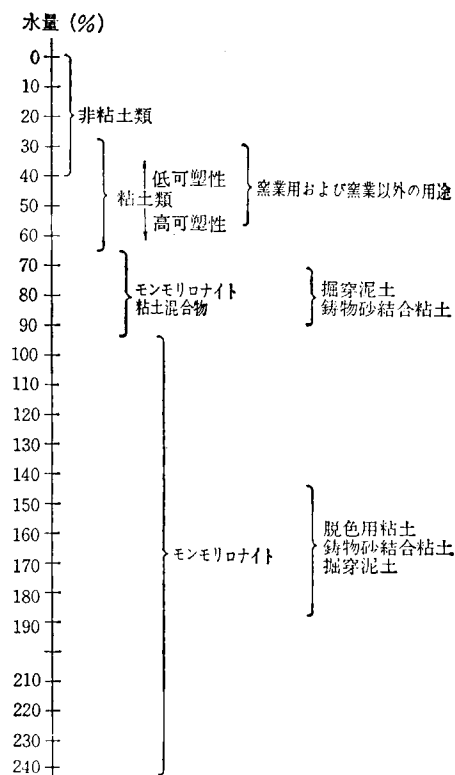 水量 (%)
0
10
非粘土類
20
30
40
低可塑性
粘土類
窯業用および窯業以外の用途
50
高可塑性
60
70
80
モンモリロナイト
粘土混合物
掘穿泥土
鋳物砂結合粘土
90
100
110
120
130
140
150
160
モンモリロナイト
脱色用粘土
鋳物砂結合粘土
掘穿泥土
170
180
190
210
220
230
240